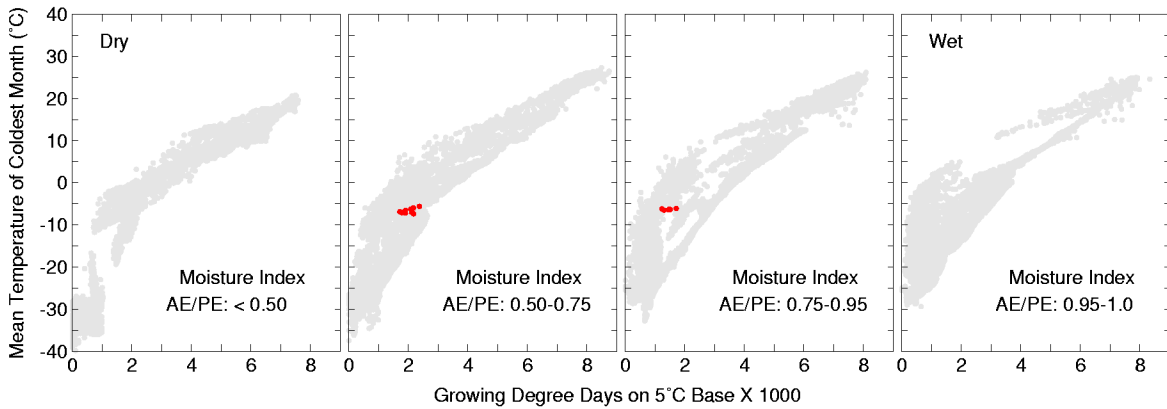 Mean Temperature of Coldest Month (˚C)
40
30
20
10
0
-10
-20
-30
-40
Dry
Wet
Moisture Index
AE/PE: < 0.50
Moisture Index
AE/PE: 0.50-0.75
Moisture Index
AE/PE: 0.75-0.95
Moisture Index
AE/PE: 0.95-1.0
0 2 4 6 8
0 2 4 6 8
0 2 4 6 8
0 2 4 6 8
Growing Degree Days on 5˚C Base X 1000